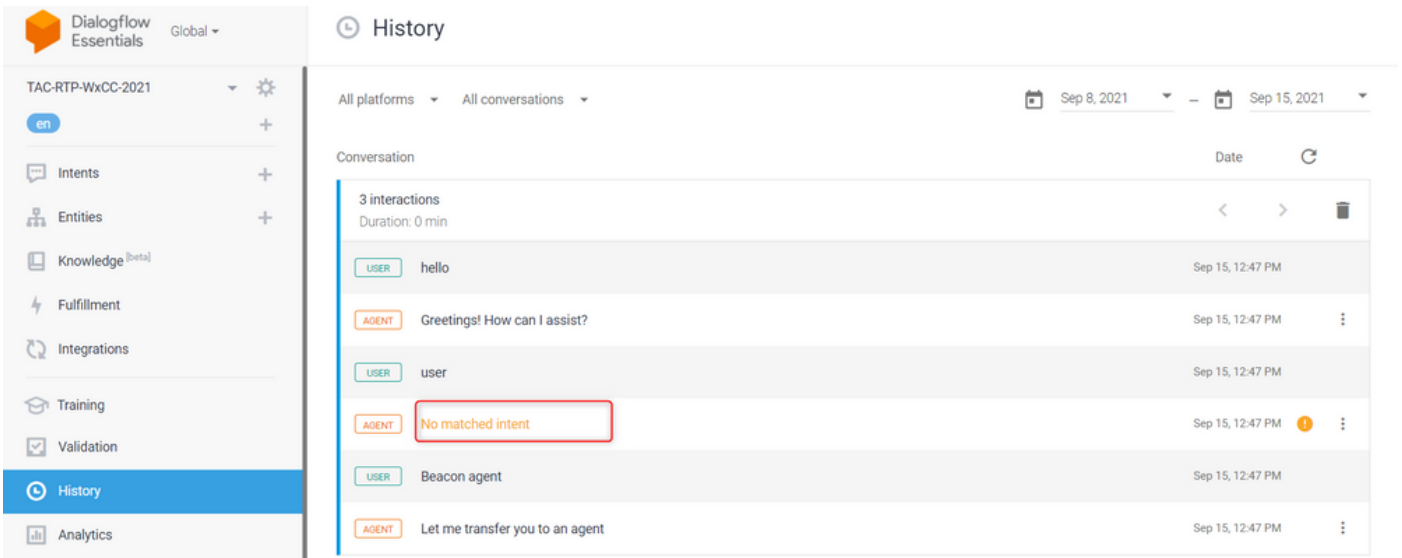 Dialogflow
Essentials
Global
History
TAC-RTP-WxCC-2021
en
All platforms
All conversations
Sep 8, 2021
–
Sep 15, 2021
Intents
Entities
Knowledge [beta]
Fulfillment
Integrations
Training
Validation
History
Analytics
Conversation
Date
3 interactions
Duration: 0 min
USER hello Sep 15, 12:47 PM
AGENT Greetings! How can I assist? Sep 15, 12:47 PM
USER user Sep 15, 12:47 PM
AGENT No matched intent Sep 15, 12:47 PM
USER Beacon agent Sep 15, 12:47 PM
AGENT Let me transfer you to an agent Sep 15, 12:47 PM